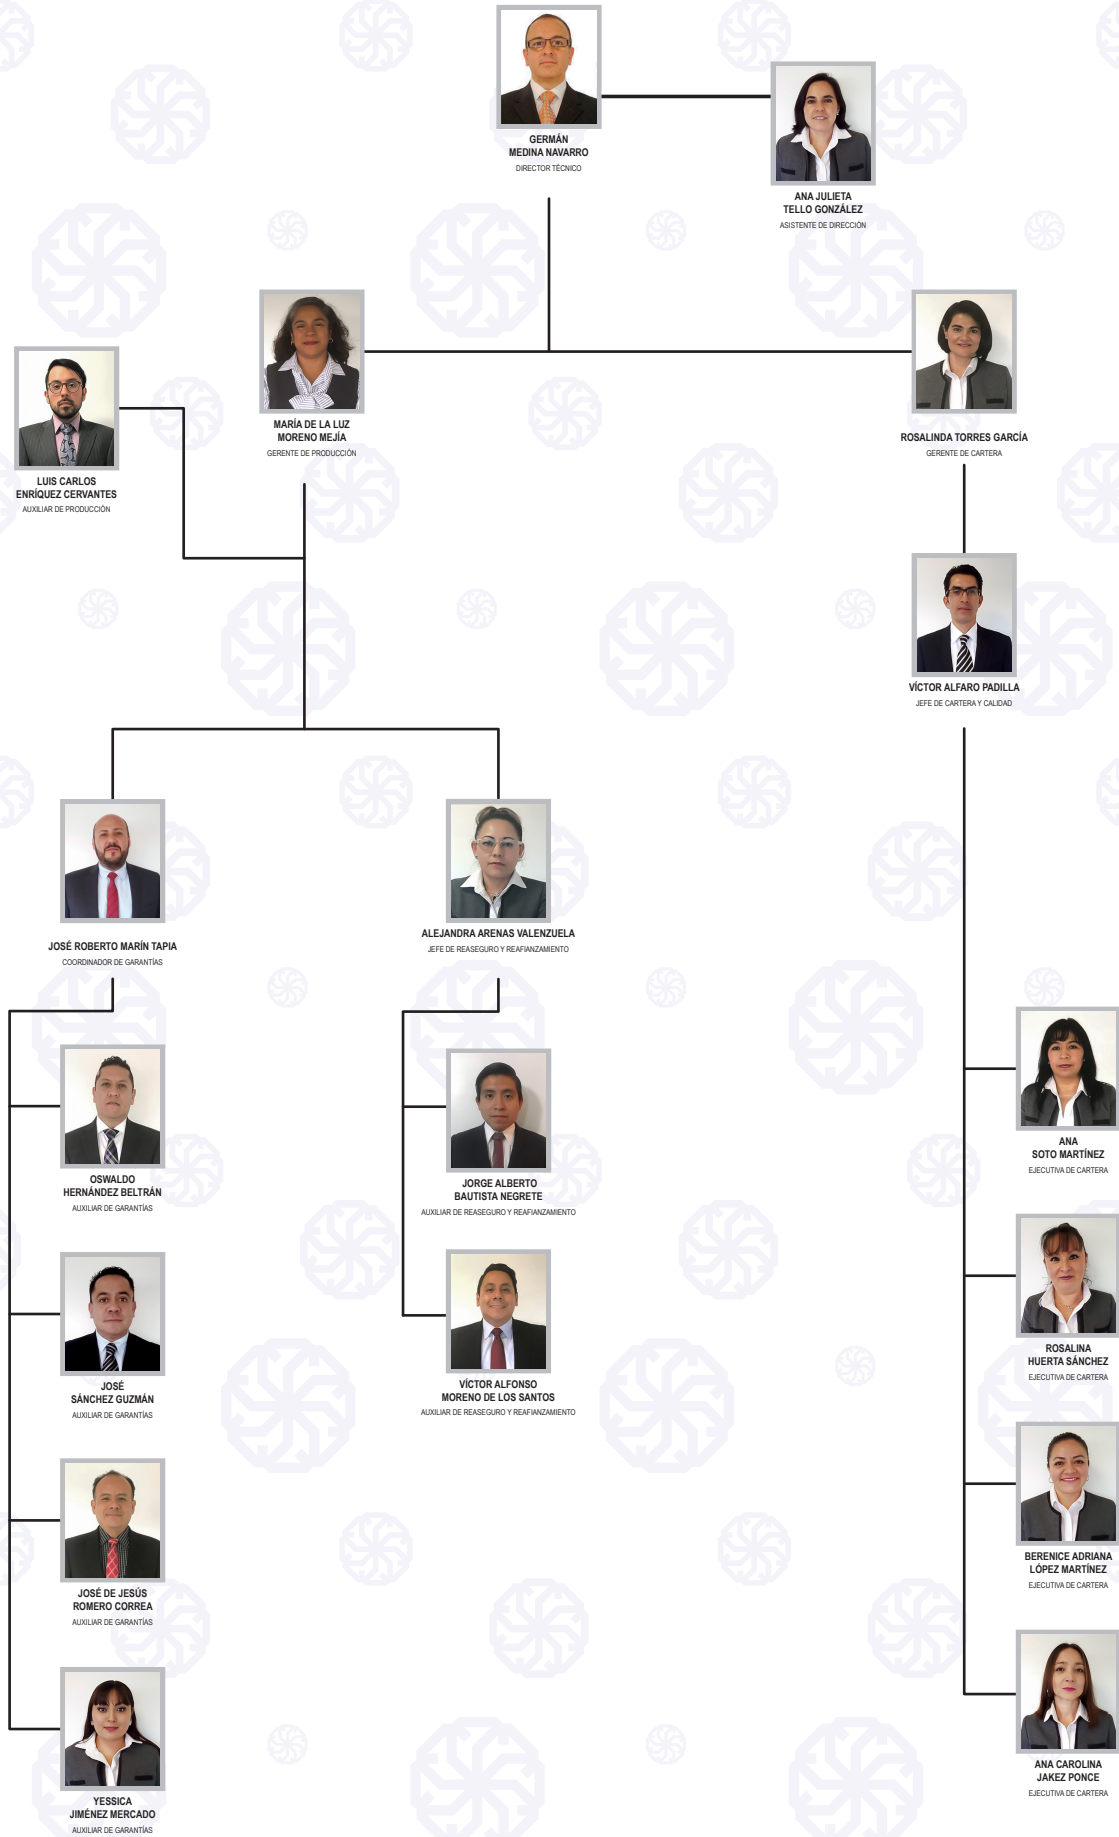 GERMÁN
MEDINA NAVARRO
DIRECTOR TÉCNICO
ANA JULIETA
TELLO GONZÁLEZ
ASISTENTE DE DIRECCIÓN
MARÍA DE LA LUZ
MORENO MEJÍA
GERENTE DE PRODUCCIÓN
ROSALINDA TORRES GARCÍA
GERENTE DE CARTERA
LUIS CARLOS
ENRÍQUEZ CERVANTES
AUXILIAR DE PRODUCCIÓN
VÍCTOR ALFARO PADILLA
JEFE DE CARTERA Y CALIDAD
JOSÉ ROBERTO MARÍN TAPIA
COORDINADOR DE GARANTÍAS
ALEJANDRA ARENAS VALENZUELA
JEFE DE REASEGURO Y REAFIANZAMIENTO
OSWALDO
HERNÁNDEZ BELTRÁN
AUXILIAR DE GARANTÍAS
JORGE ALBERTO
BAUTISTA NEGRETE
AUXILIAR DE REASEGURO Y REAFIANZAMIENTO
ANA
SOTO MARTÍNEZ
EJECUTIVA DE CARTERA
JOSÉ
SÁNCHEZ GUZMÁN
AUXILIAR DE GARANTÍAS
VÍCTOR ALFONSO
MORENO DE LOS SANTOS
AUXILIAR DE REASEGURO Y REAFIANZAMIENTO
ROSALINA
HUERTA SÁNCHEZ
EJECUTIVA DE CARTERA
JOSÉ DE JESÚS
ROMERO CORREA
AUXILIAR DE GARANTÍAS
BERENICE ADRIANA
LÓPEZ MARTÍNEZ
EJECUTIVA DE CARTERA
YESSICA
JIMÉNEZ MERCADO
AUXILIAR DE GARANTÍAS
ANA CAROLINA
JAKEZ PONCE
EJECUTIVA DE CARTERA